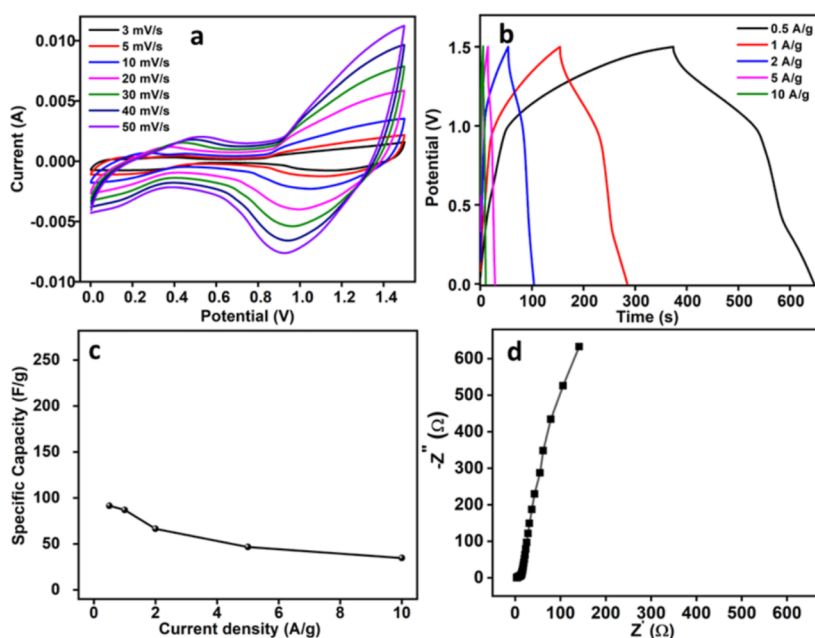 a
3 mV/s
5 mV/s
10 mV/s
20 mV/s
30 mV/s
40 mV/s
50 mV/s
0.010
0.005
0.000
-0.005
-0.010
Current (A)
0.0 0.2 0.4 0.6 0.8 1.0 1.2 1.4
Potential (V)
b
0.5 A/g
1 A/g
2 A/g
5 A/g
10 A/g
1.5
1.0
0.5
0.0
Potential (V)
0 100 200 300 400 500 600
Time (s)
c
250
200
150
100
50
0
Specific Capacity (F/g)
2 4 6 8 10
Current density (A/g)
d
600
500
400
300
200
100
0
-Z'' (Ω)
0 100 200 300 400 500 600
Z' (Ω)